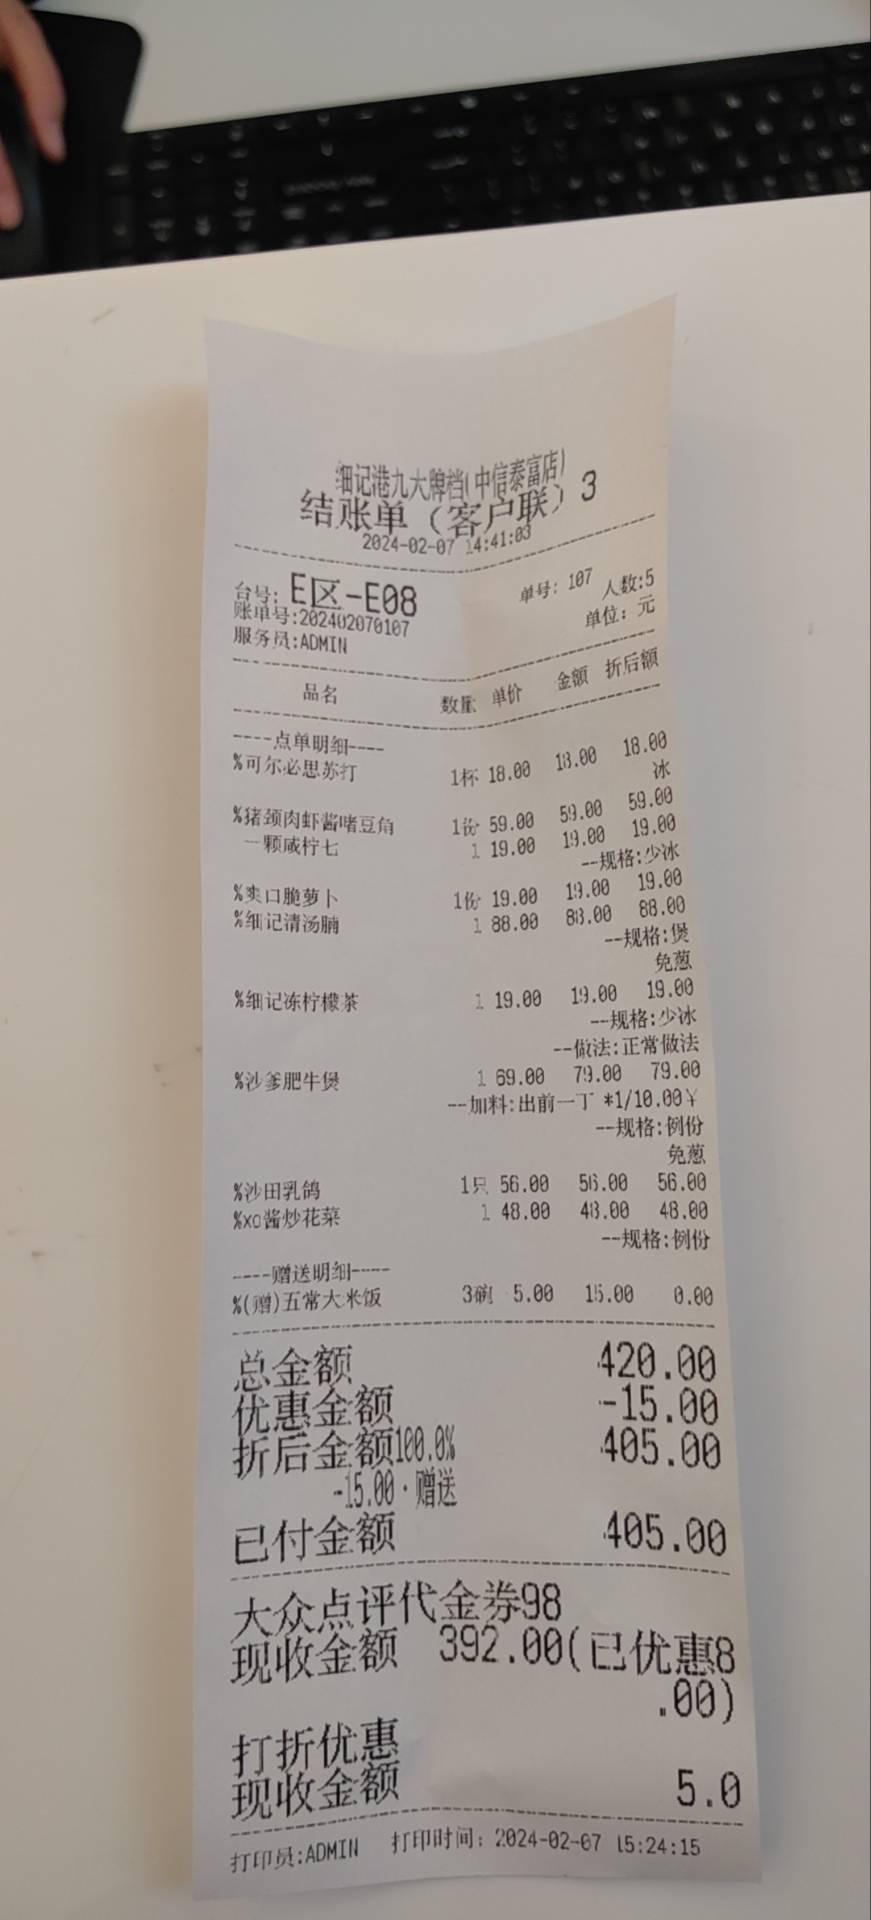 细记港九大牌档(中信泰富店)
结账单（客户联）3
2024-02-07 14:41:03
台号: E区-E08 单号: 107 人数:5
账单号:202402070107 单位: 元
服务员:ADMIN
品名 数量 单价 金额 折后额
----点单明细----
%可尔必思苏打 1杯 18.00 18.00 18.00
冰
%猪颈肉虾酱啫豆角 1份 59.00 59.00 59.00
一颗咸柠七 1 19.00 19.00 19.00
--规格:少冰
%爽口脆萝卜 1份 19.00 19.00 19.00
%细记清汤腩 1 88.00 88.00 88.00
--规格:煲
免葱
%细记冻柠檬茶 1 19.00 19.00 19.00
--规格:少冰
--做法:正常做法
%沙爹肥牛煲 1 69.00 79.00 79.00
--加料:出前一丁 *1/10.00¥
--规格:例份
免葱
%沙田乳鸽 1只 56.00 56.00 56.00
%xo酱炒花菜 1 48.00 48.00 48.00
--规格:例份
----赠送明细----
%(赠)五常大米饭 3碗 5.00 15.00 0.00
总金额 420.00
优惠金额 -15.00
折后金额100.0% 405.00
-15.00·赠送
已付金额 405.00
大众点评代金券98
现收金额 392.00(已优惠8
.00)
打折优惠
现收金额 5.0
打印员:ADMIN 打印时间: 2024-02-07 15:24:15